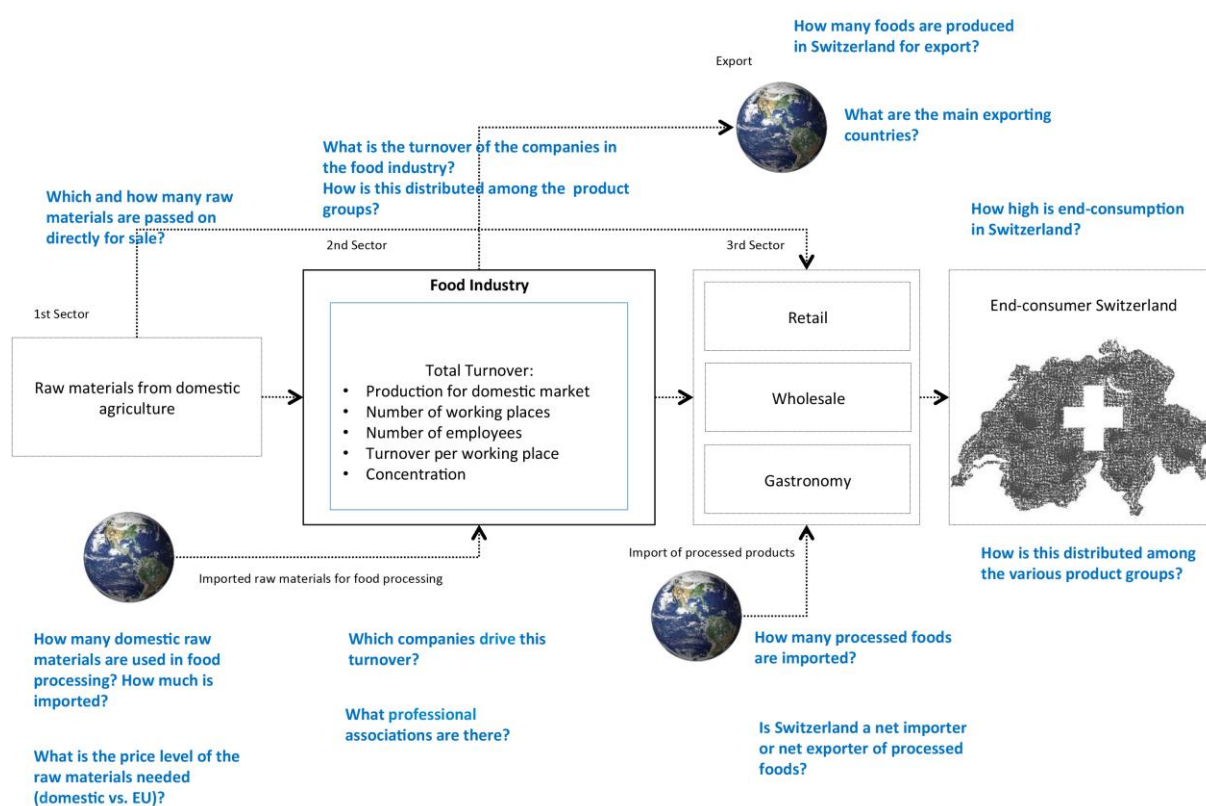 How many foods are produced
in Switzerland for export?
Export
What are the main exporting
countries?
What is the turnover of the companies in
the food industry?
How is this distributed among the  product
groups?
Which and how many raw
materials are passed on
directly for sale?
How high is end-consumption
in Switzerland?
2nd Sector
3rd Sector
Food Industry
1st Sector
Raw materials from domestic
agriculture
Total Turnover:
• Production for domestic market
• Number of working places
• Number of employees
• Turnover per working place
• Concentration
Retail
Wholesale
Gastronomy
End-consumer Switzerland
Imported raw materials for food processing
Import of processed products
How is this distributed among
the various product groups?
How many domestic raw
materials are used in food
processing? How much is
imported?
Which companies drive this
turnover?
How many processed foods
are imported?
What professional
associations are there?
Is Switzerland a net importer
or net exporter of processed
foods?
What is the price level of the
raw materials needed
(domestic vs. EU)?